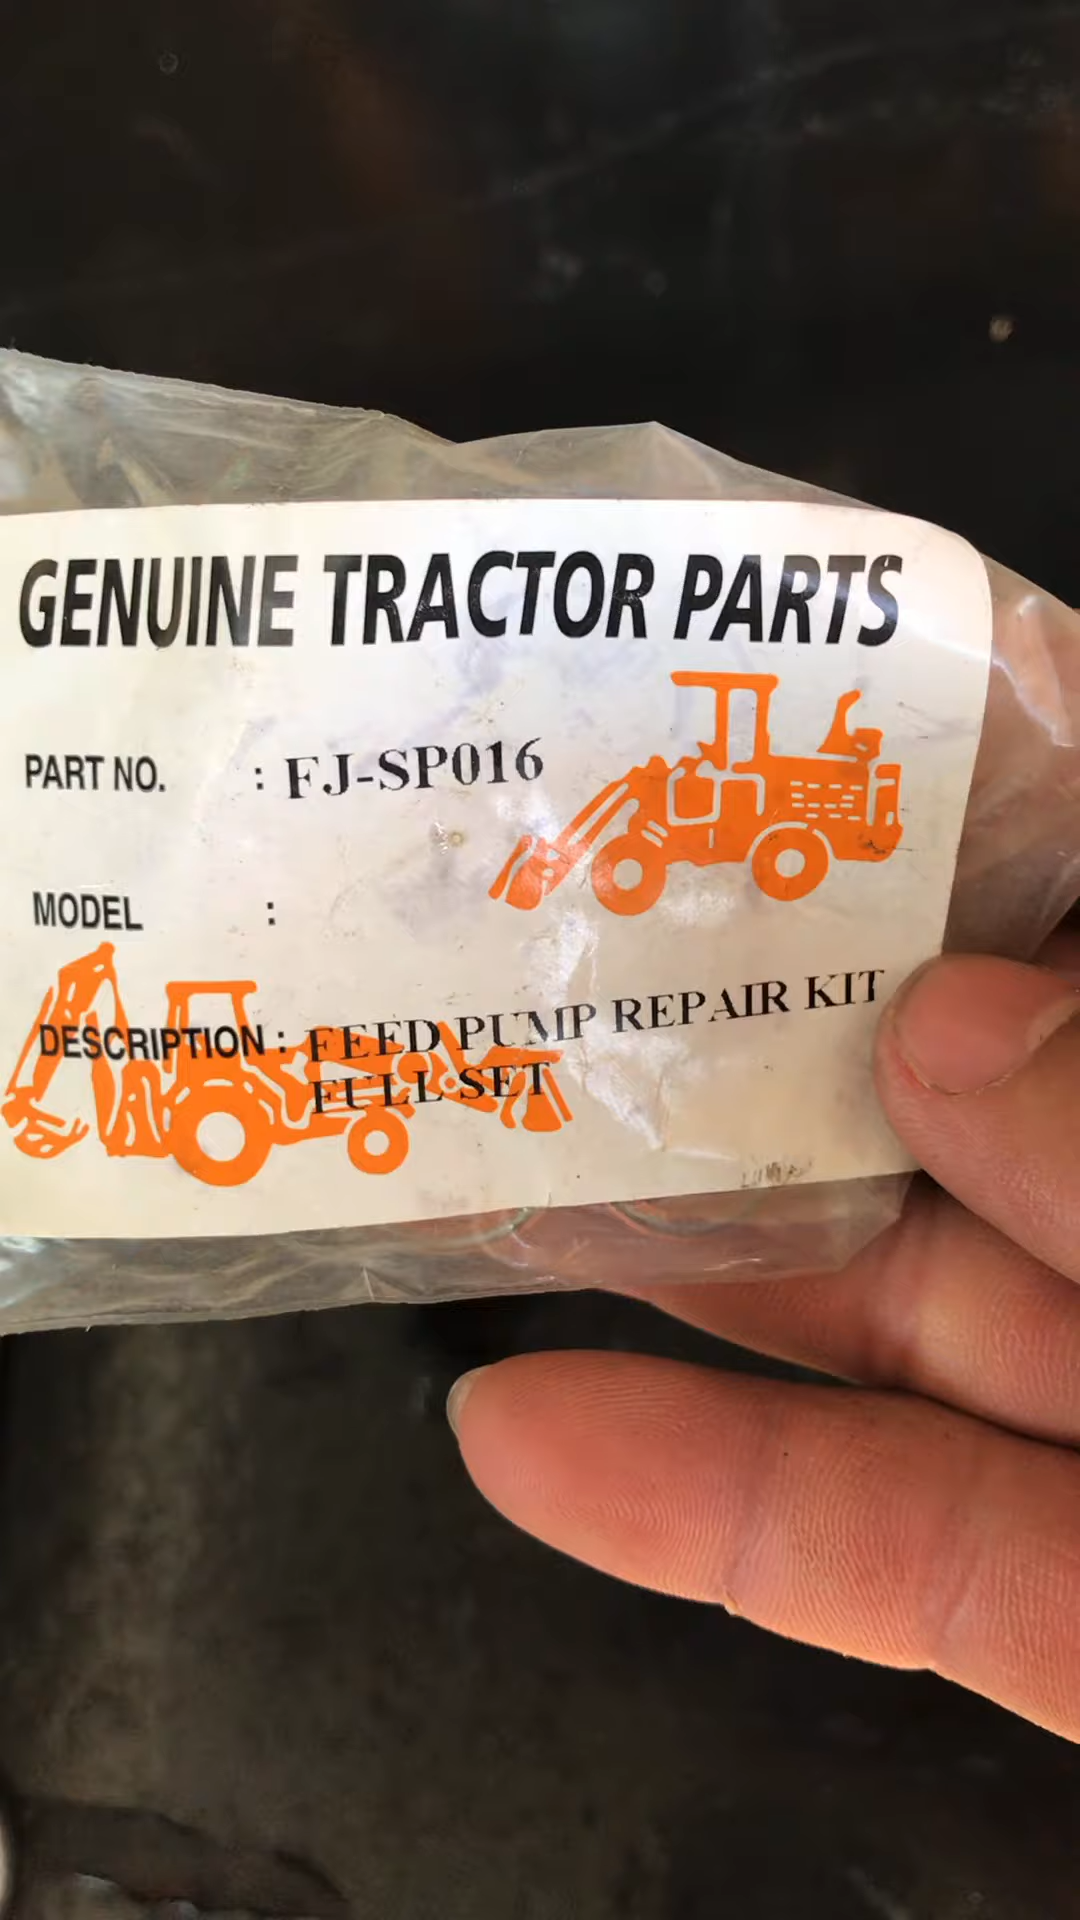 GENUINE TRACTOR PARTS
PART NO. : FJ-SP016
MODEL :
DESCRIPTION : FEED PUMP REPAIR KIT
FULL SET